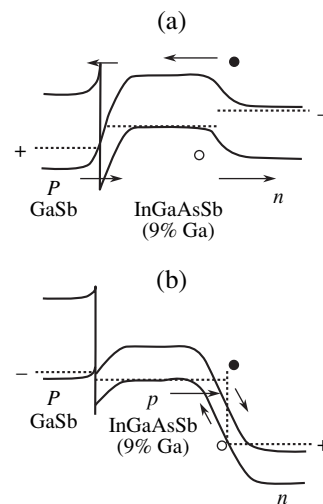 (a)
+
−
P
GaSb
InGaAsSb
(9% Ga)
n
(b)
−
P
GaSb
p
InGaAsSb
(9% Ga)
+
n